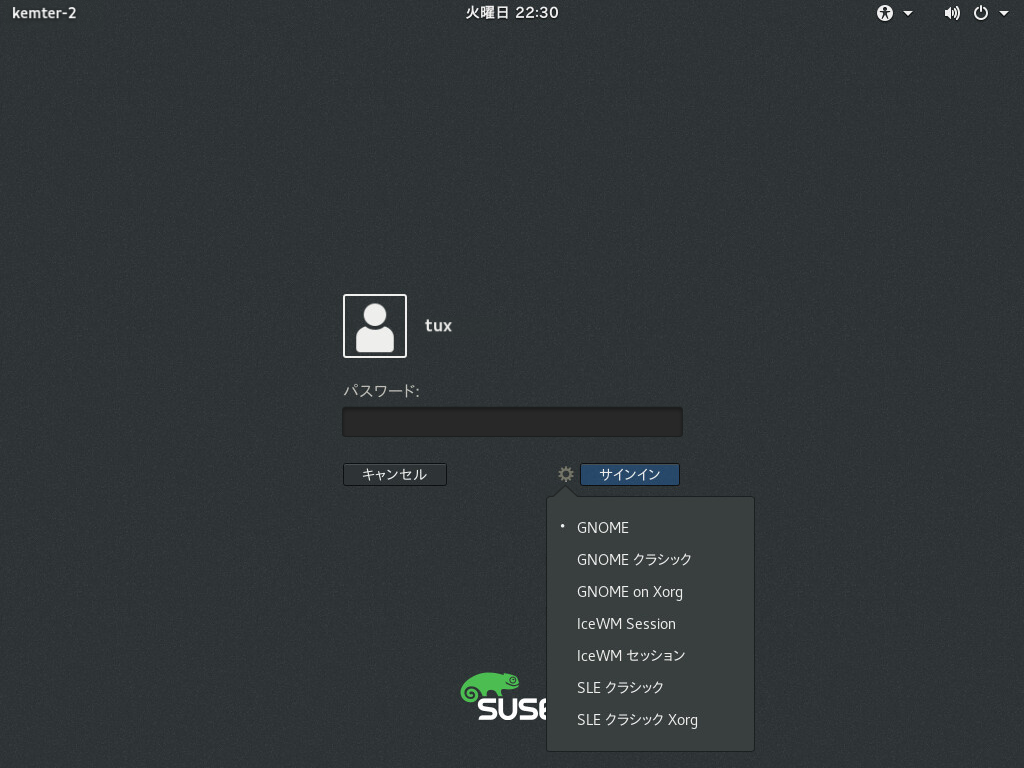 kemter-2
火曜日 22:30
tux
パスワード:
キャンセル
サインイン
GNOME
GNOME クラシック
GNOME on Xorg
IceWM Session
IceWM セッション
SLE クラシック
SLE クラシック Xorg
SUSE